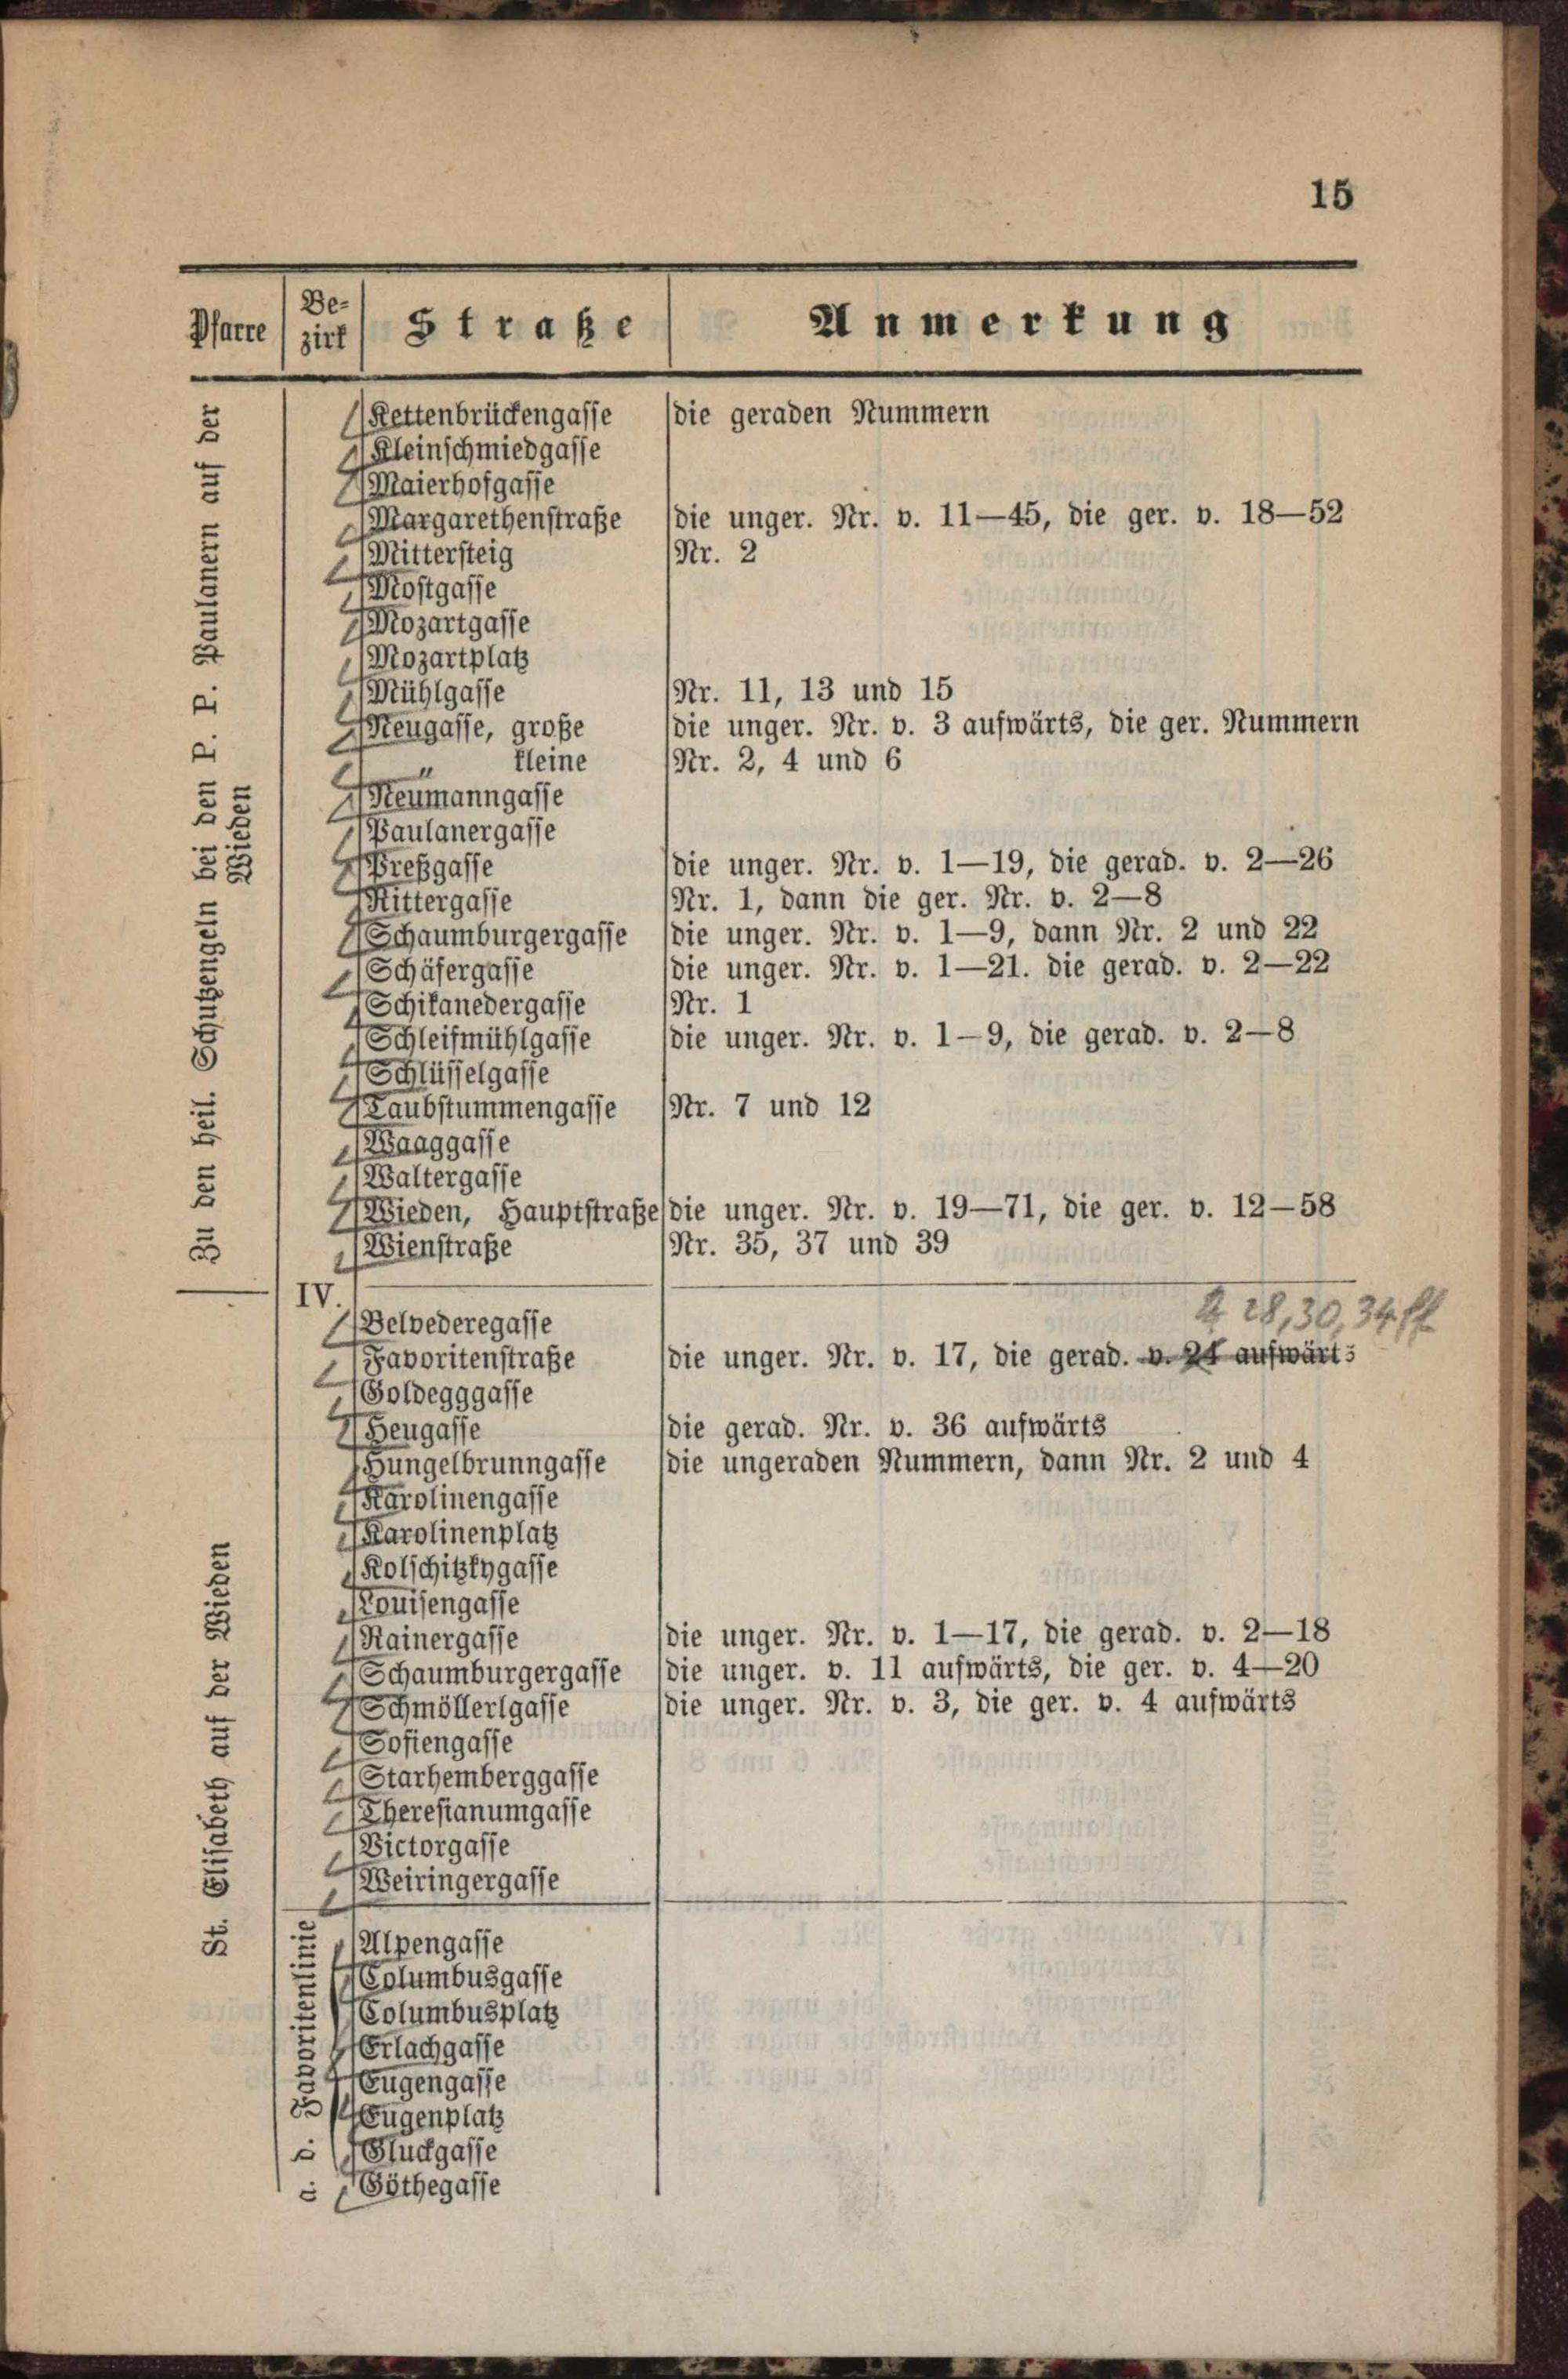 15
Pfarre Be-zirk Straße Anmerkung
Zu den heil. Schutzengeln bei den P. P. Paulanern auf der
Wieden
Kettenbrückengasse die geraden Nummern
Kleinschmiedgasse
Maierhofgasse
Margarethenstraße die unger. Nr. v. 11—45, die ger. v. 18—52
Mittersteig Nr. 2
Mostgasse
Mozartgasse
Mozartplatz
Mühlgasse Nr. 11, 13 und 15
Neugasse, große die unger. Nr. v. 3 aufwärts, die ger. Nummern
" kleine Nr. 2, 4 und 6
Neumanngasse
Paulanergasse
Preßgasse die unger. Nr. v. 1—19, die gerad. v. 2—26
Rittergasse Nr. 1, dann die ger. Nr. v. 2—8
Schaumburgergasse die unger. Nr. v. 1—9, dann Nr. 2 und 22
Schäfergasse die unger. Nr. v. 1—21. die gerad. v. 2—22
Schikanedergasse Nr. 1
Schleifmühlgasse die unger. Nr. v. 1—9, die gerad. v. 2—8
Schlüsselgasse
Taubstummengasse Nr. 7 und 12
Waaggasse
Waltergasse
Wieden, Hauptstraße die unger. Nr. v. 19—71, die ger. v. 12—58
Wienstraße Nr. 35, 37 und 39
IV.
St. Elisabeth auf der Wieden
Belvederegasse
28, 30, 34 ff
Favoritenstraße die unger. Nr. v. 17, die gerad. v. 24 aufwärts
Goldegggasse
Heugasse die gerad. Nr. v. 36 aufwärts
Hungelbrunngasse die ungeraden Nummern, dann Nr. 2 und 4
Karolinengasse
Karolinenplatz
Kolschitzkygasse
Louisengasse
Rainergasse die unger. Nr. v. 1—17, die gerad. v. 2—18
Schaumburgergasse die unger. v. 11 aufwärts, die ger. v. 4—20
Schmöllerlgasse die unger. Nr. v. 3, die ger. v. 4 aufwärts
Sofiengasse
Starhemberggasse
Theresianumgasse
Victorgasse
Weiringergasse
a. d. Favoritenlinie
Alpengasse
Columbusgasse
Columbusplatz
Erlachgasse
Eugengasse
Eugenplatz
Gluckgasse
Göthegasse